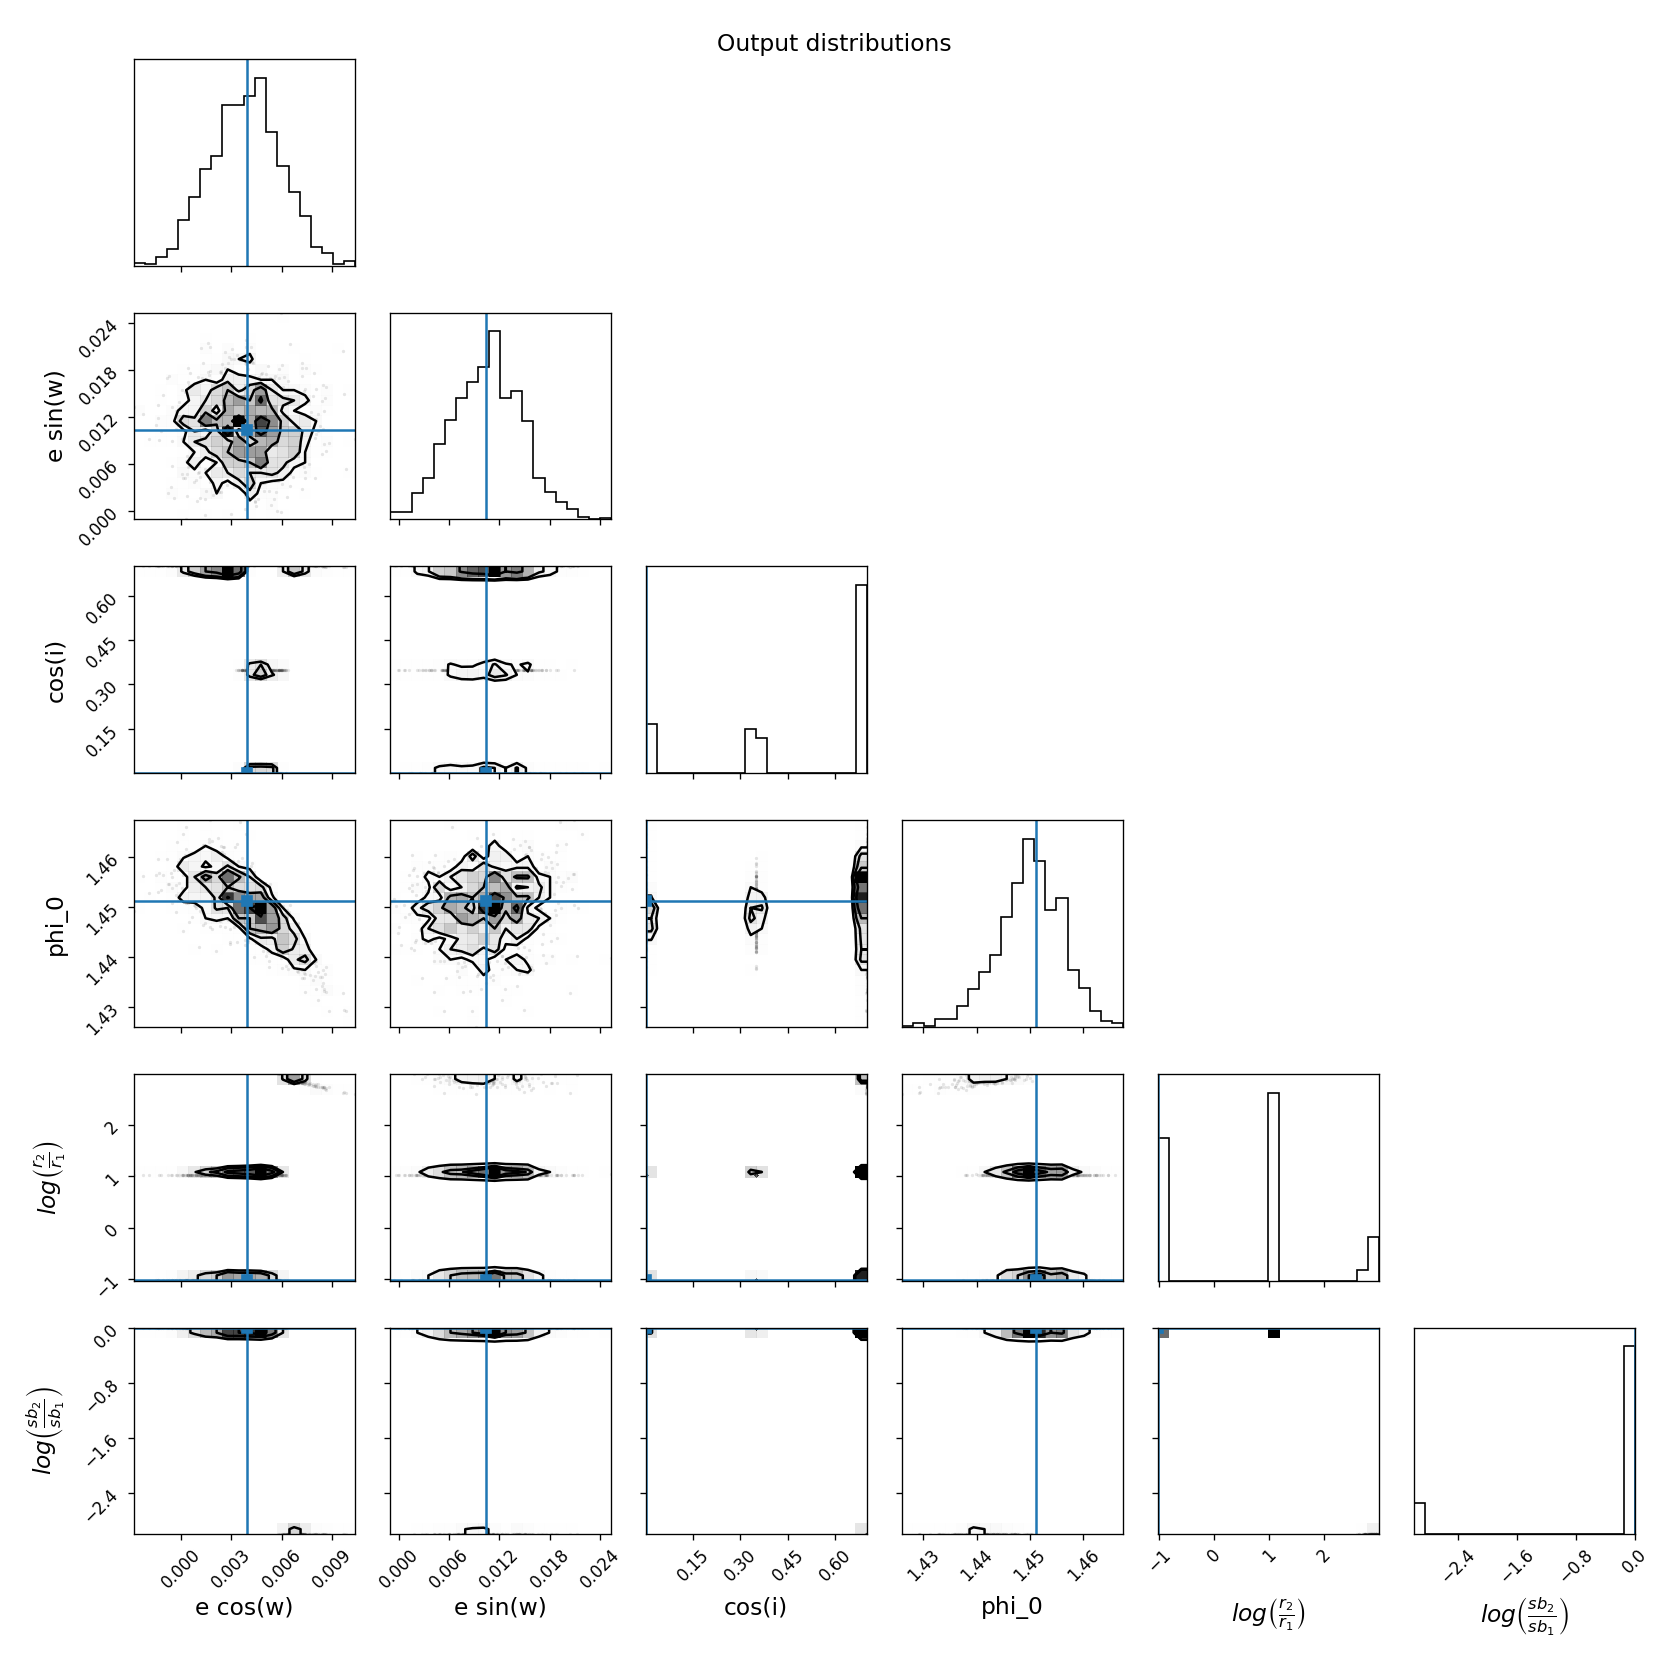 Output distributions
e sin(w)
0.024
0.018
0.012
0.006
0.000
cos(i)
0.60
0.45
0.30
0.15
phi_0
1.46
1.45
1.44
1.43
log(r₂/r₁)
2
1
0
−1
log(sb₂/sb₁)
0.0
−0.8
−1.6
−2.4
0.000 0.003 0.006 0.009 0.000 0.006 0.012 0.018 0.024 0.15 0.30 0.45 0.60 1.43 1.44 1.45 1.46 −1 0 1 2 −2.4 −1.6 −0.8 0.0
e cos(w) e sin(w) cos(i) phi_0 log(r₂/r₁) log(sb₂/sb₁)